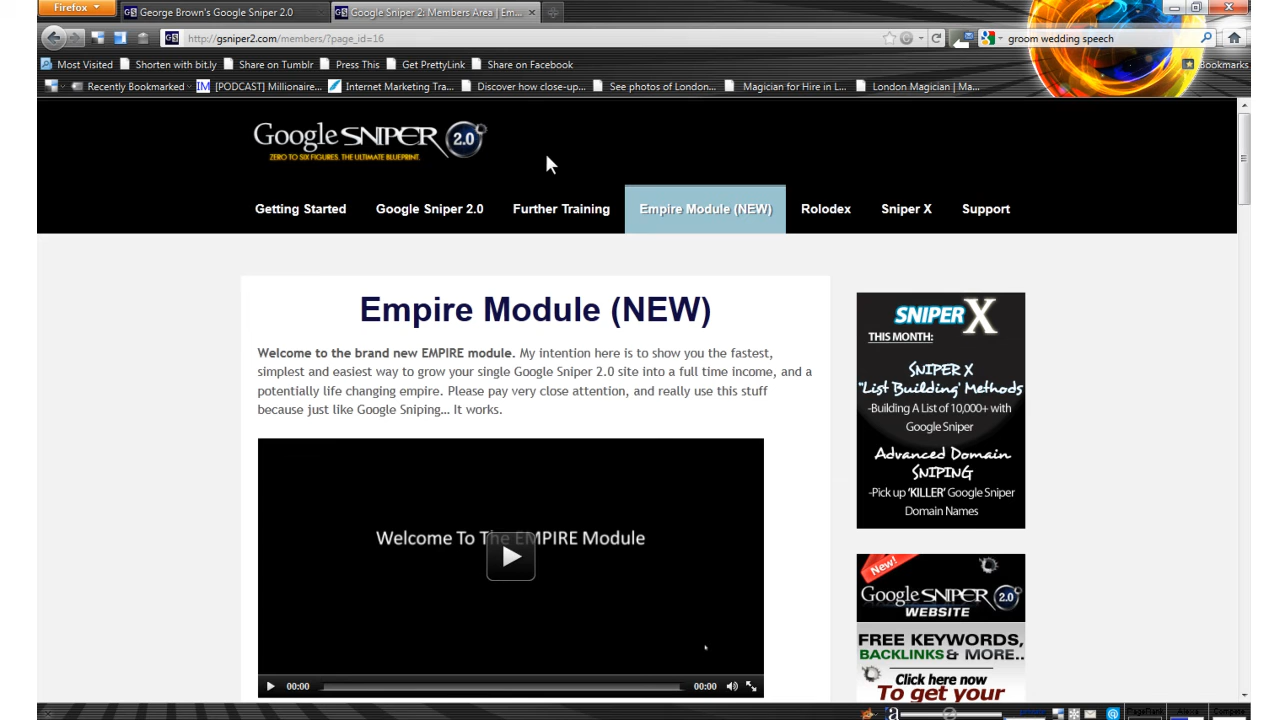 Firefox
George Brown's Google Sniper 2.0
Google Sniper 2: Members Area | Em...
http://gsniper2.com/members/?page_id=16
groom wedding speech
Most Visited
Shorten with bit.ly
Share on Tumblr
Press This
Get PrettyLink
Share on Facebook
Bookmarks
Recently Bookmarked
IM [PODCAST] Millionaire...
Internet Marketing Tra...
Discover how close-up...
See photos of London...
Magician for Hire in L...
London Magician | Ma...
Google SNIPER 2.0
ZERO TO SIX FIGURES. THE ULTIMATE BLUEPRINT.
Getting Started
Google Sniper 2.0
Further Training
Empire Module (NEW)
Rolodex
Sniper X
Support
Empire Module (NEW)
Welcome to the brand new EMPIRE module. My intention here is to show you the fastest,
simplest and easiest way to grow your single Google Sniper 2.0 site into a full time income, and a
potentially life changing empire. Please pay very close attention, and really use this stuff
because just like Google Sniping… It works.
Welcome To The EMPIRE Module
00:00
00:00
SNIPER X
THIS MONTH:
SNIPER X
"List Building' Methods
-Building A List of 10,000+ with
Google Sniper
Advanced Domain
SNIPING
-Pick up 'KILLER' Google Sniper
Domain Names
New!
Google SNIPER 2.0
WEBSITE
FREE KEYWORDS,
BACKLINKS & MORE..
Click here now
To get your